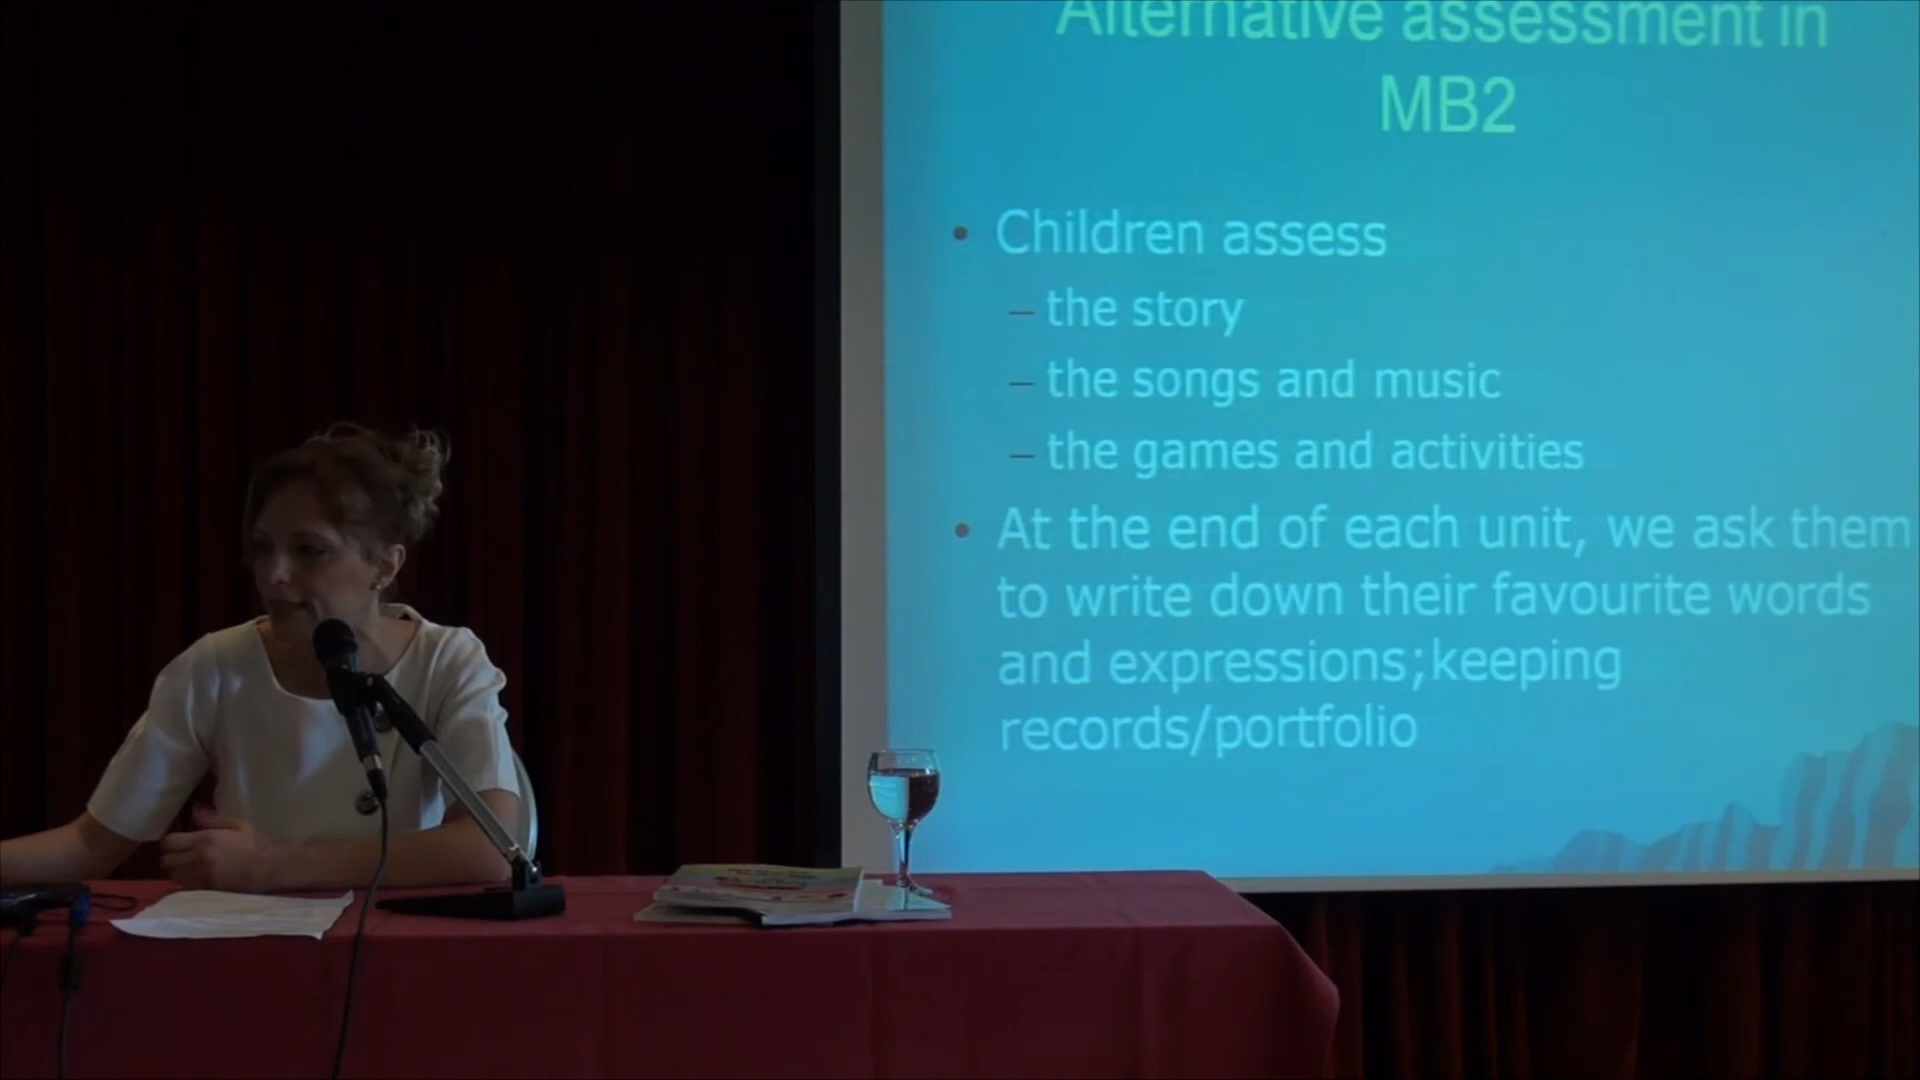 Alternative assessment in
MB2
• Children assess
– the story
– the songs and music
– the games and activities
• At the end of each unit, we ask them
to write down their favourite words
and expressions;keeping
records/portfolio